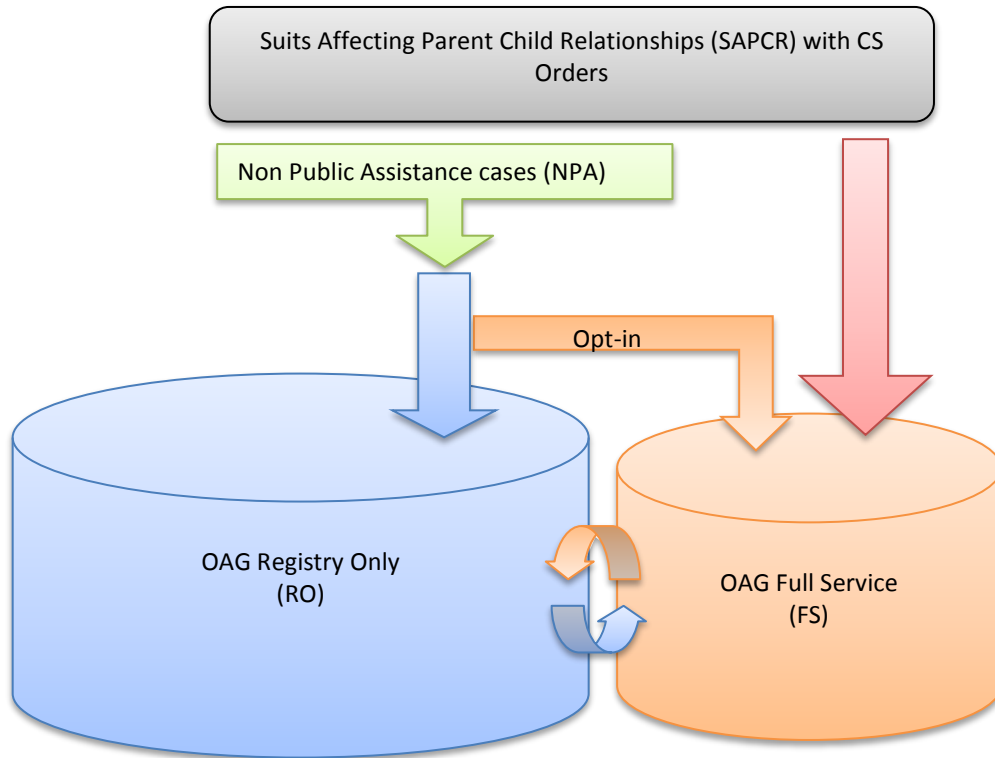 Suits Affecting Parent Child Relationships (SAPCR) with CS
Orders
Non Public Assistance cases (NPA)
Opt-in
OAG Registry Only
(RO)
OAG Full Service
(FS)